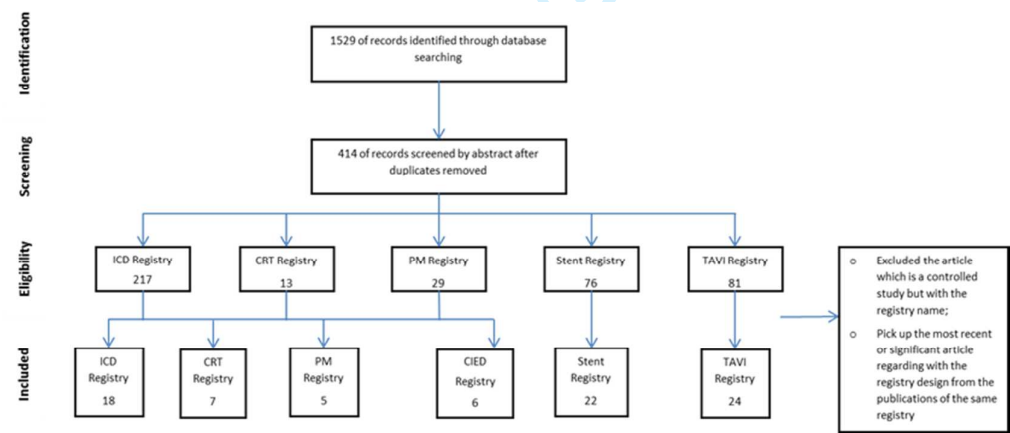 Identification
1529 of records identified through database
searching
Screening
414 of records screened by abstract after
duplicates removed
Eligibility
ICD Registry
217
CRT Registry
13
PM Registry
29
Stent Registry
76
TAVI Registry
81
o Excluded the article
which is a controlled
study but with the
registry name;
o Pick up the most recent
or significant article
regarding with the
registry design from the
publications of the same
registry
Included
ICD
Registry
18
CRT
Registry
7
PM
Registry
5
CIED
Registry
6
Stent
Registry
22
TAVI
Registry
24